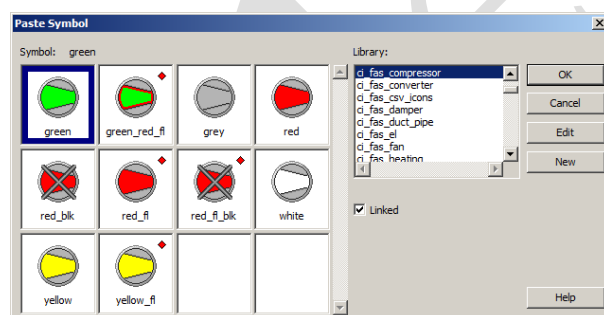 Paste Symbol
Symbol: green
Library:
green
green_red_fl
grey
red
red_blk
red_fl
red_fl_blk
white
yellow
yellow_fl
ci_fas_compressor
ci_fas_converter
ci_fas_csv_icons
ci_fas_damper
ci_fas_duct_pipe
ci_fas_el
ci_fas_fan
ci_fas_heating
Linked
OK
Cancel
Edit
New
Help